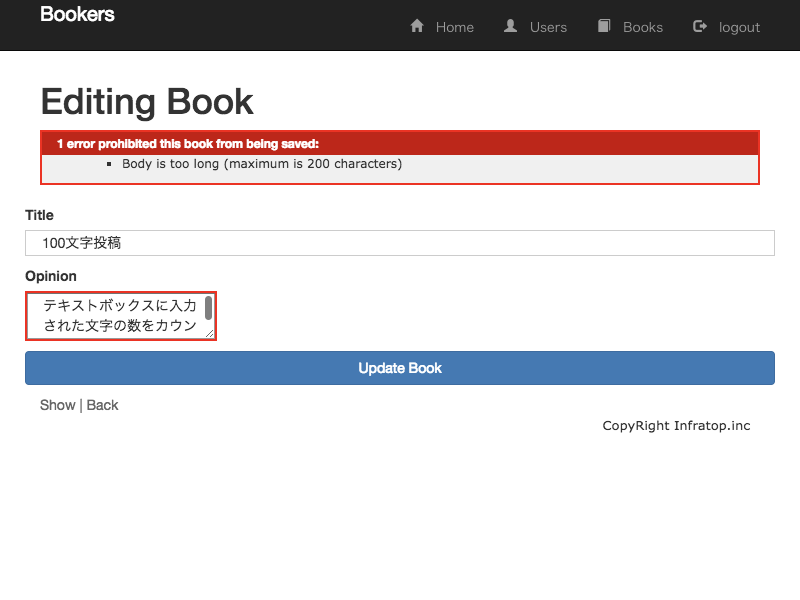 Bookers
Home Users Books logout
Editing Book
1 error prohibited this book from being saved:
Body is too long (maximum is 200 characters)
Title
100文字投稿
Opinion
テキストボックスに入力
された文字の数をカウン
Update Book
Show | Back
CopyRight Infratop.inc